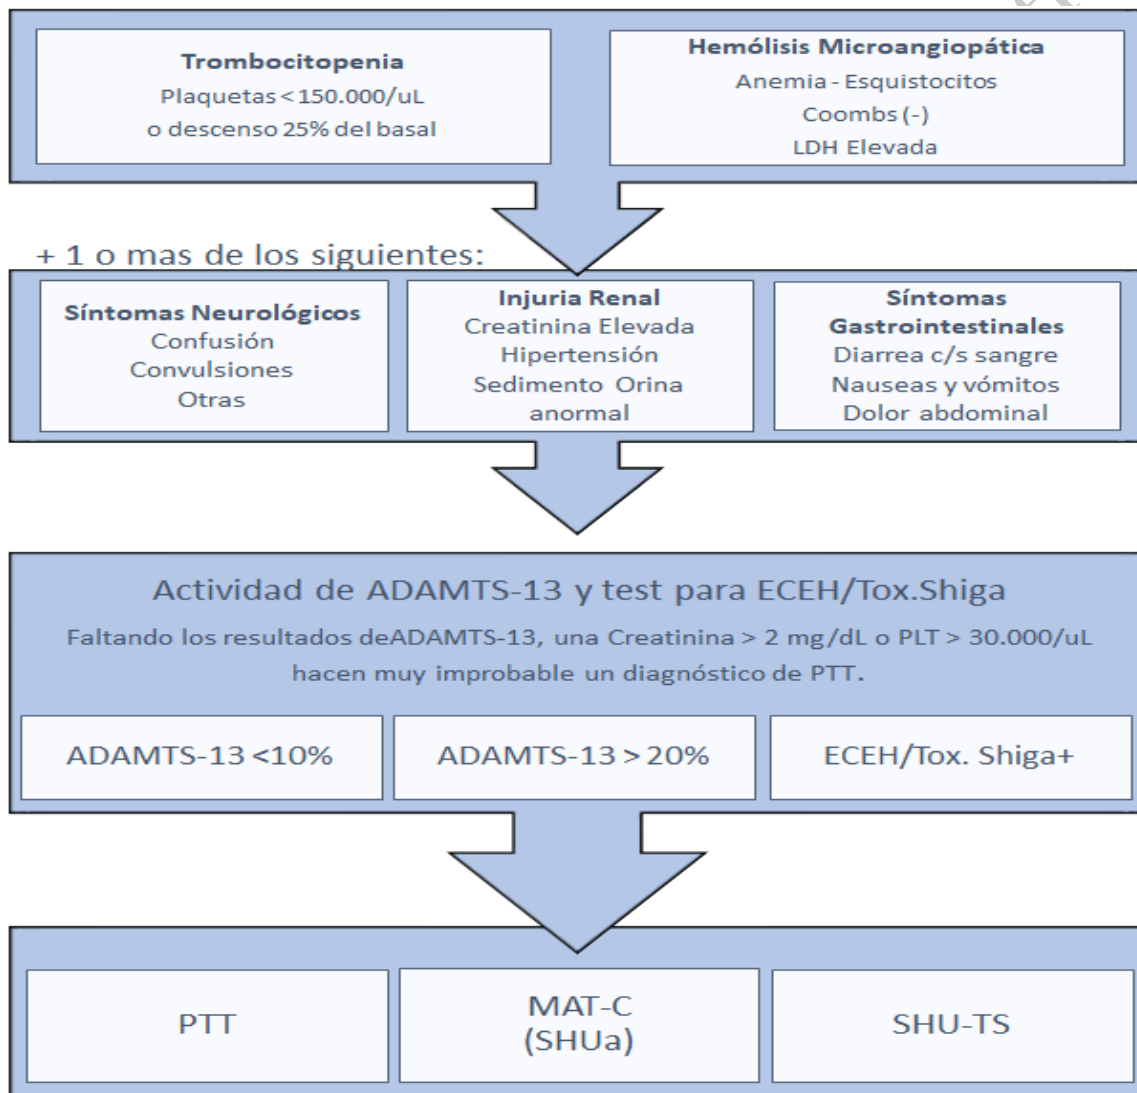 Trombocitopenia
Plaquetas < 150.000/uL
o descenso 25% del basal
Hemólisis Microangiopática
Anemia - Esquistocitos
Coombs (-)
LDH Elevada
+ 1 o mas de los siguientes:
Síntomas Neurológicos
Confusión
Convulsiones
Otras
Injuria Renal
Creatinina Elevada
Hipertensión
Sedimento Orina
anormal
Síntomas
Gastrointestinales
Diarrea c/s sangre
Nauseas y vómitos
Dolor abdominal
Actividad de ADAMTS-13 y test para ECEH/Tox.Shiga
Faltando los resultados deADAMTS-13, una Creatinina > 2 mg/dL o PLT > 30.000/uL
hacen muy improbable un diagnóstico de PTT.
ADAMTS-13 <10%
ADAMTS-13 > 20%
ECEH/Tox. Shiga+
PTT
MAT-C
(SHUa)
SHU-TS